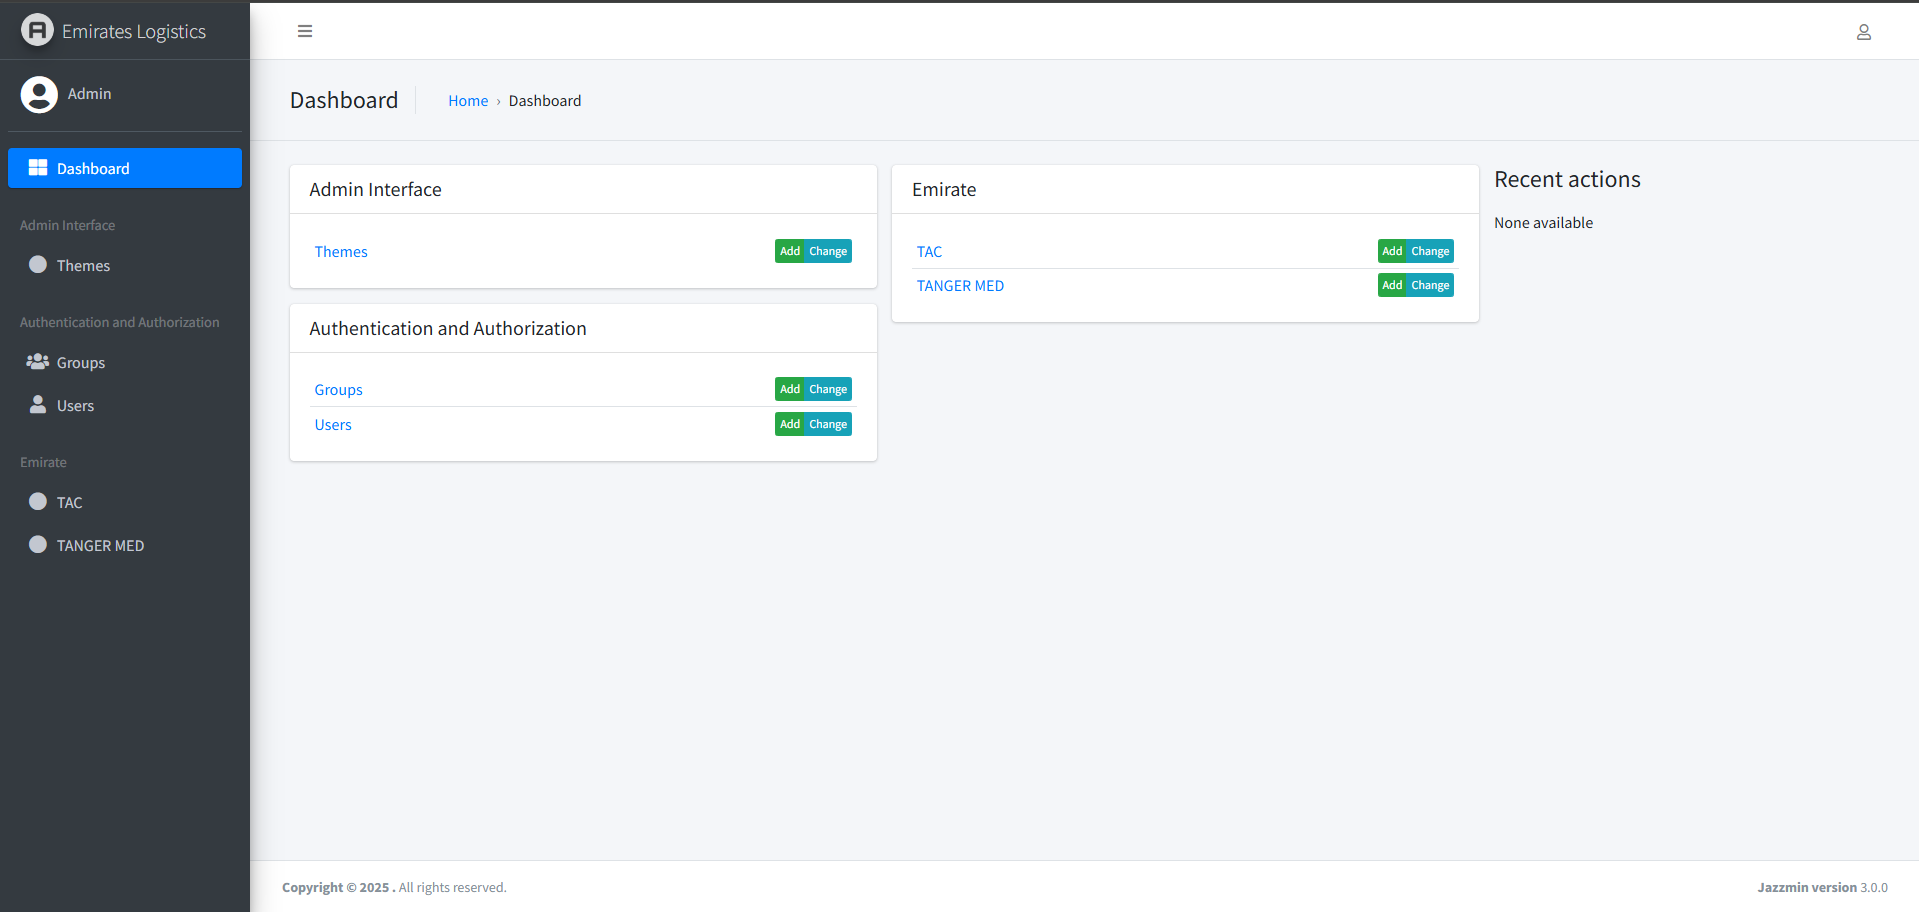 Emirates Logistics
Admin
Dashboard
Admin Interface
Themes
Authentication and Authorization
Groups
Users
Emirate
TAC
TANGER MED
Dashboard
Home › Dashboard
Admin Interface
Themes Add Change
Authentication and Authorization
Groups Add Change
Users Add Change
Emirate
TAC Add Change
TANGER MED Add Change
Recent actions
None available
Copyright © 2025 . All rights reserved.
Jazzmin version 3.0.0